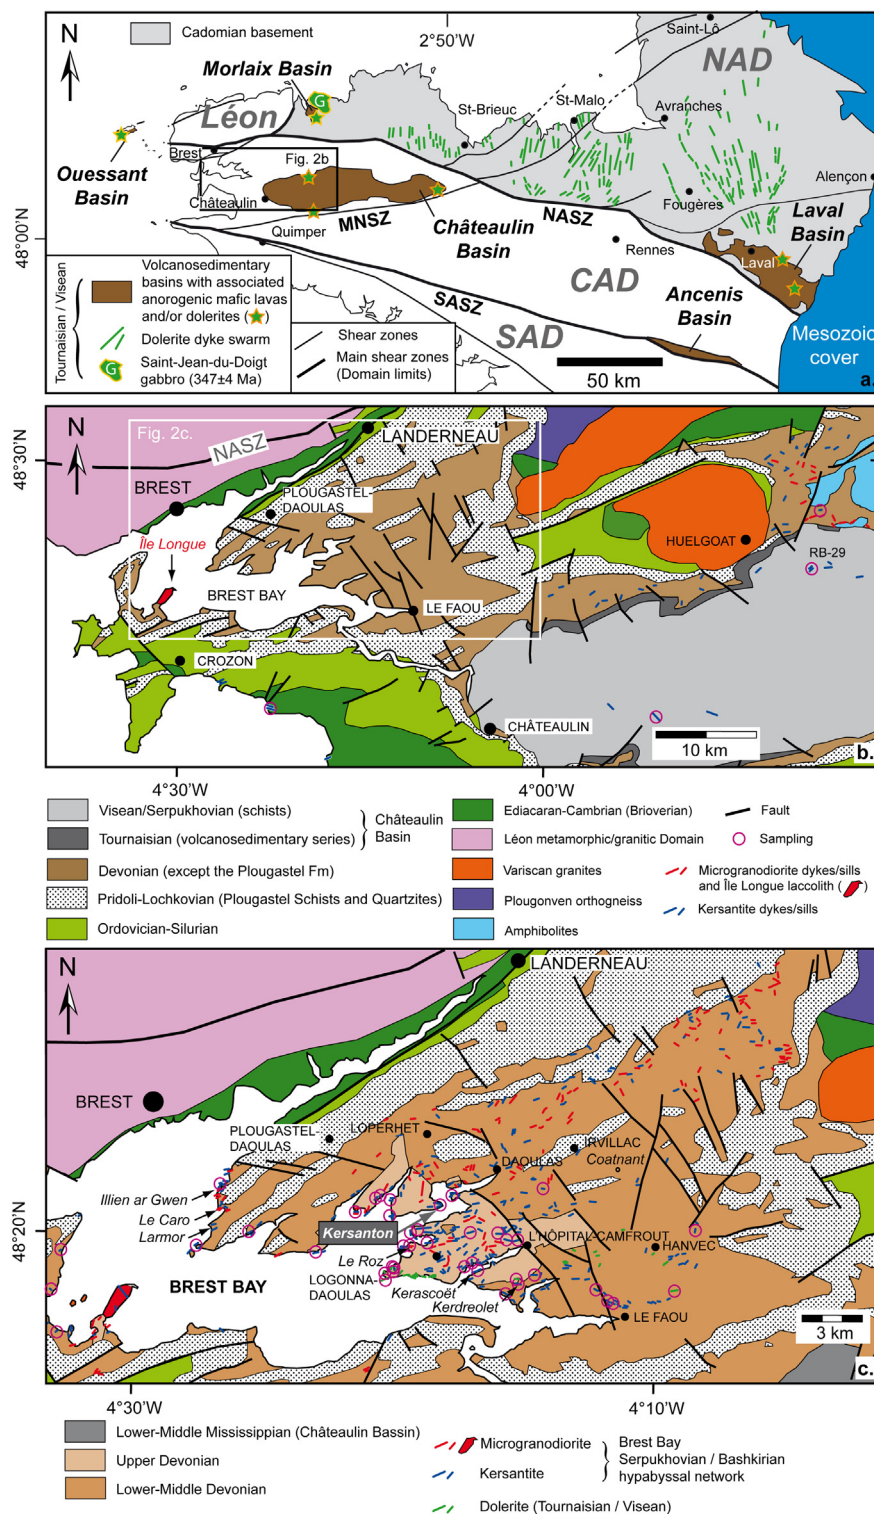 N
Cadomian basement
2°50'W
Saint-Lô
NAD
Morlaix Basin
G
Léon
St-Brieuc
St-Malo
Avranches
Brest
Fig. 2b
Ouessant
Basin
Alençon
Châteaulin
MNSZ
NASZ
Fougères
Châteaulin
Basin
Laval
Basin
48°00'
Quimper
Rennes
Laval
CAD
Ancenis
Basin
SASZ
SAD
Mesozoic
cover
Tournaisian / Visean
Volcanosedimentary
basins with associated
anorogenic mafic lavas
and/or dolerites ( )
Dolerite dyke swarm
G
Saint-Jean-du-Doigt
gabbro (347±4 Ma)
Shear zones
Main shear zones
(Domain limits)
50 km
a.
N
Fig. 2c.
NASZ
LANDERNEAU
48°30'
BREST
PLOUGASTEL-
DAOULAS
Île Longue
HUELGOAT
RB-29
BREST BAY
LE FAOU
CROZON
CHÂTEAULIN
10 km
b.
4°30'W
4°00'W
Visean/Serpukhovian (schists)
Tournaisian (volcanosedimentary series)
Châteaulin
Basin
Devonian (except the Plougastel Fm)
Pridoli-Lochkovian (Plougastel Schists and Quartzites)
Ordovician-Silurian
Ediacaran-Cambrian (Brioverian)
Léon metamorphic/granitic Domain
Variscan granites
Plougonven orthogneiss
Amphibolites
Fault
Sampling
Microgranodiorite dykes/sills
and Île Longue laccolith ( )
Kersantite dykes/sills
N
LANDERNEAU
BREST
PLOUGASTEL-
DAOULAS
LOPERHET
IRVILLAC
Coatnant
DAOULAS
Illien ar Gwen
Le Caro
Larmor
Kersanton
48°20'
L'HÔPITAL-CAMFROUT
HANVEC
Le Roz
BREST BAY
LOGONNA-
DAOULAS
Kerascoët
Kerdreolet
LE FAOU
3 km
c.
4°30'W
4°10'W
Lower-Middle Mississippian (Châteaulin Bassin)
Upper Devonian
Lower-Middle Devonian
Microgranodiorite
Kersantite
Brest Bay
Serpukhovian / Bashkirian
hypabyssal network
Dolerite (Tournaisian / Visean)